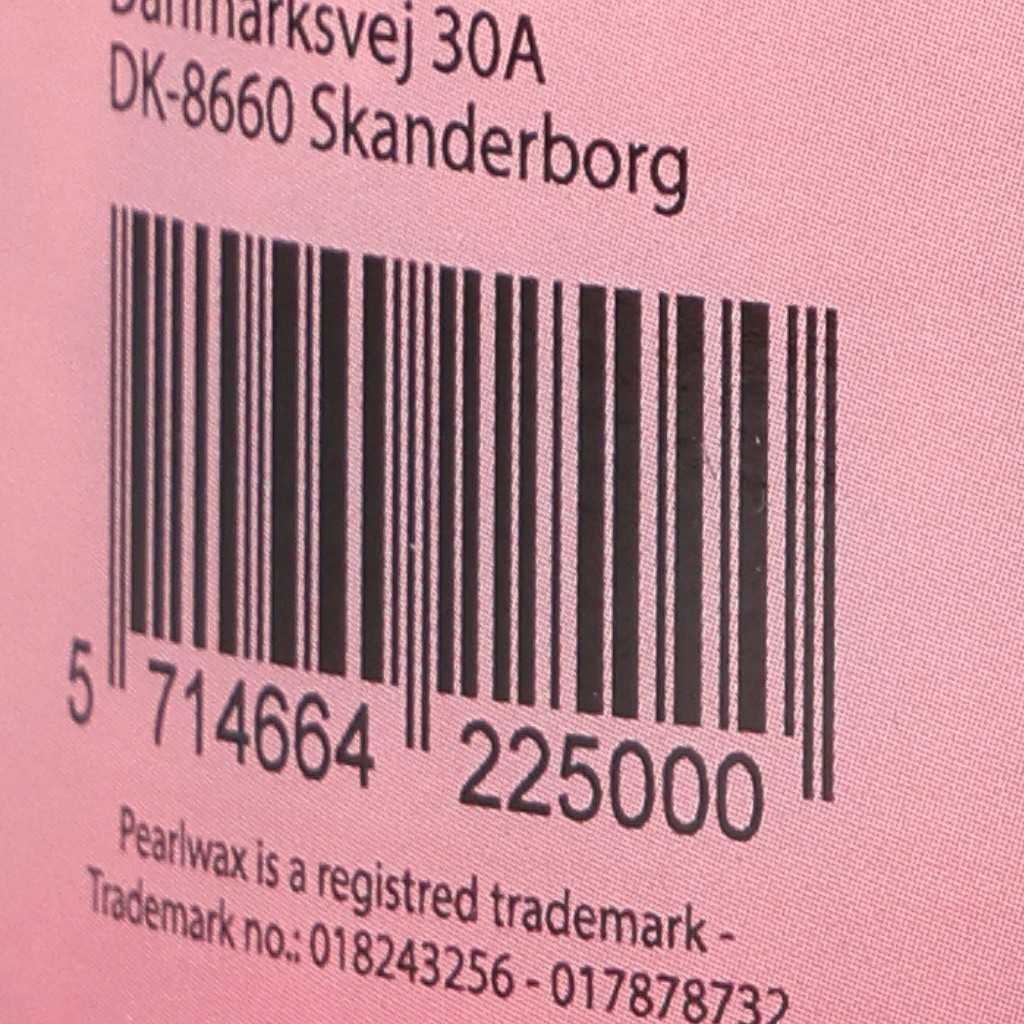 Danmarksvej 30A
DK-8660 Skanderborg
5 714664 225000
Pearlwax is a registred trademark -
Trademark no.: 018243256 - 017878732